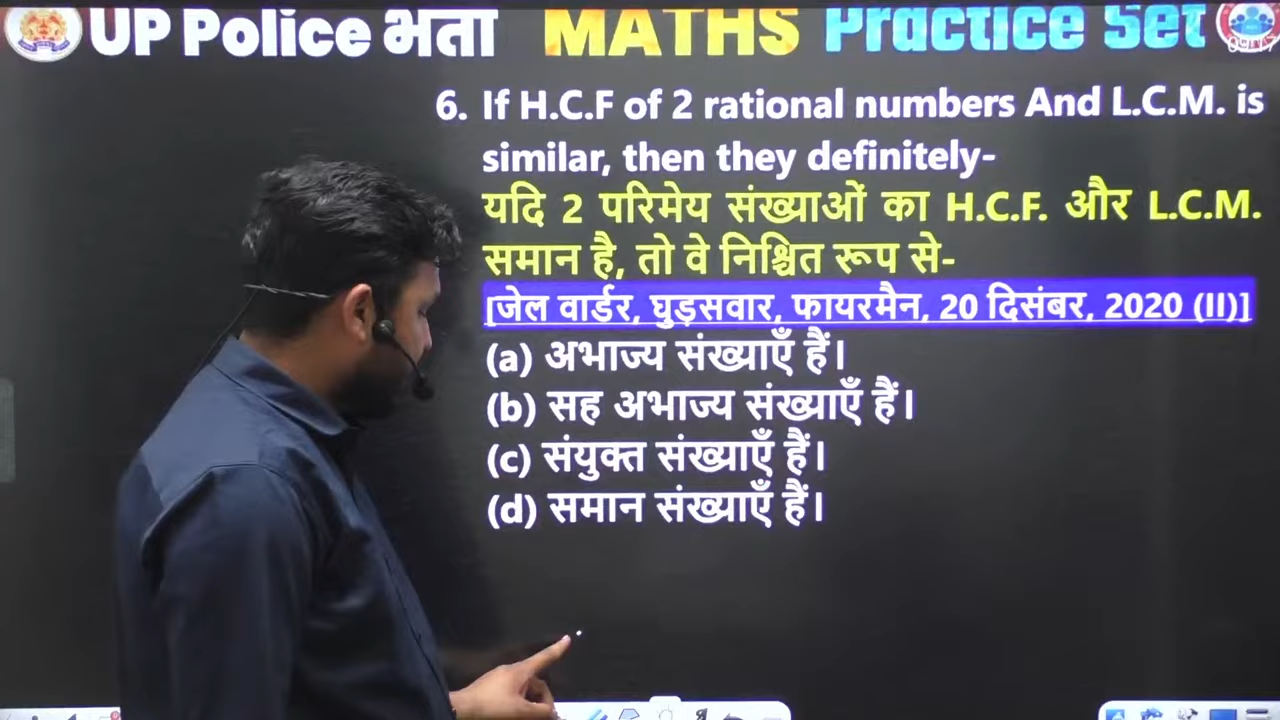 UP Police भर्ती MATHS Practice Set
6. If H.C.F of 2 rational numbers And L.C.M. is
similar, then they definitely-
यदि 2 परिमेय संख्याओं का H.C.F. और L.C.M.
समान है, तो वे निश्चित रूप से-
[जेल वार्डर, घुड़सवार, फायरमैन, 20 दिसंबर, 2020 (II)]
(a) अभाज्य संख्याएँ हैं।
(b) सह अभाज्य संख्याएँ हैं।
(c) संयुक्त संख्याएँ हैं।
(d) समान संख्याएँ हैं।